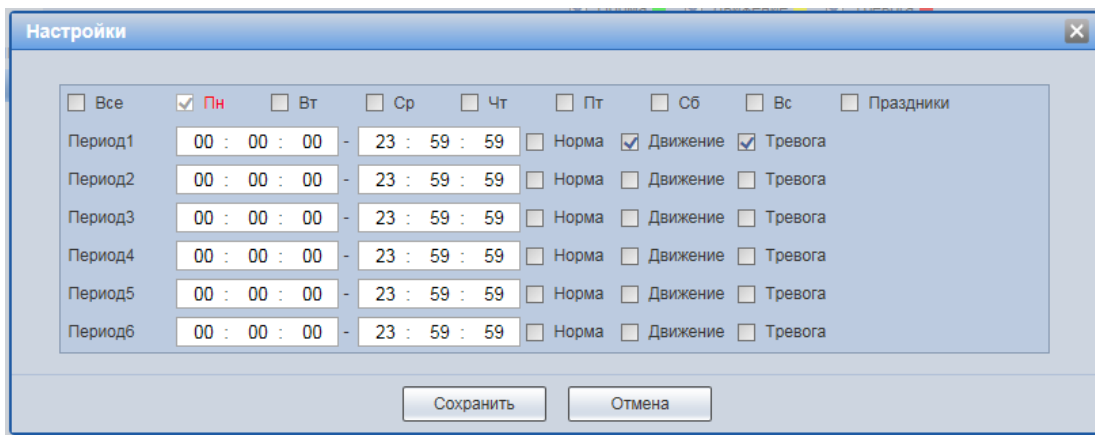 Настройки
Все Пн Вт Ср Чт Пт Сб Вс Праздники
Период1 00 : 00 : 00 - 23 : 59 : 59 Норма Движение Тревога
Период2 00 : 00 : 00 - 23 : 59 : 59 Норма Движение Тревога
Период3 00 : 00 : 00 - 23 : 59 : 59 Норма Движение Тревога
Период4 00 : 00 : 00 - 23 : 59 : 59 Норма Движение Тревога
Период5 00 : 00 : 00 - 23 : 59 : 59 Норма Движение Тревога
Период6 00 : 00 : 00 - 23 : 59 : 59 Норма Движение Тревога
Сохранить Отмена